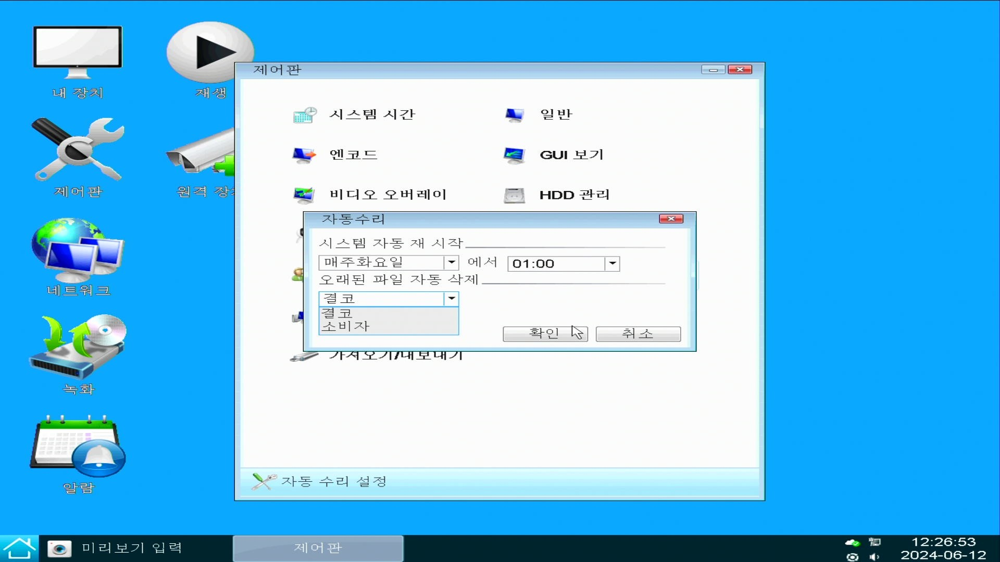 내 장치
재생
제어판
원격 장
네트워크
녹화
알람
제어판
시스템 시간
일반
엔코드
GUI 보기
비디오 오버레이
HDD 관리
자동수리
시스템 자동 재 시작
매주화요일 에서 01:00
오래된 파일 자동 삭제
결코
결코
소비자
확인
취소
가져오기/내보내기
자동 수리 설정
미리보기 입력
제어판
12:26:53
2024-06-12